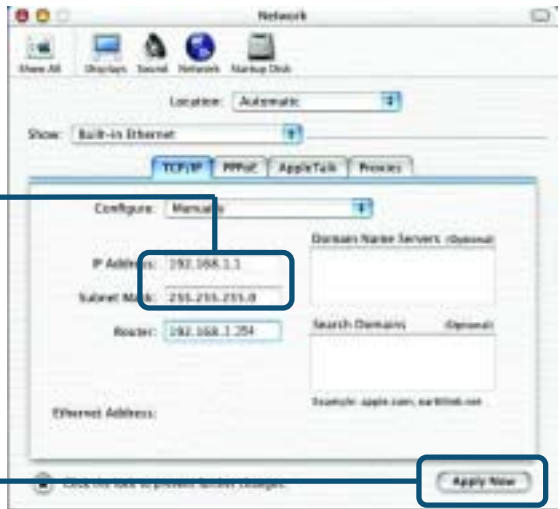 Network
Show All Displays Sound Network Startup Disk
Location: Automatic
Show: Built-in Ethernet
TCP/IP PPPoE AppleTalk Proxies
Configure: Manually
Domain Name Servers (Optional)
IP Address: 192.168.1.1
Subnet Mask: 255.255.255.0
Router: 192.168.1.254
Search Domains (Optional)
Example: apple.com, earthlink.net
Ethernet Address:
Click the lock to prevent further changes.
Apply Now